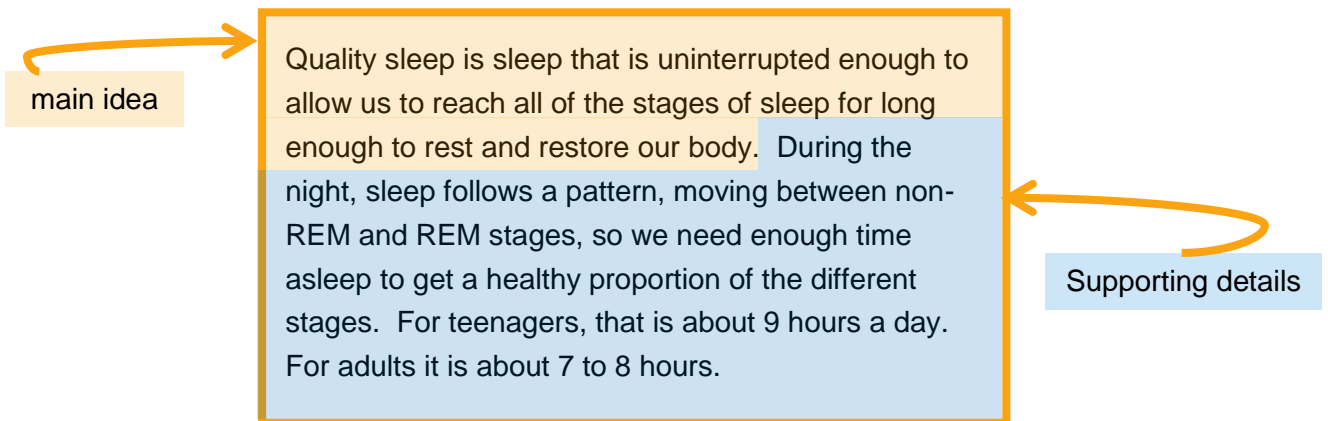 main idea
Quality sleep is sleep that is uninterrupted enough to
allow us to reach all of the stages of sleep for long
enough to rest and restore our body.  During the
night, sleep follows a pattern, moving between non-
REM and REM stages, so we need enough time
asleep to get a healthy proportion of the different
stages.  For teenagers, that is about 9 hours a day.
For adults it is about 7 to 8 hours.
Supporting details